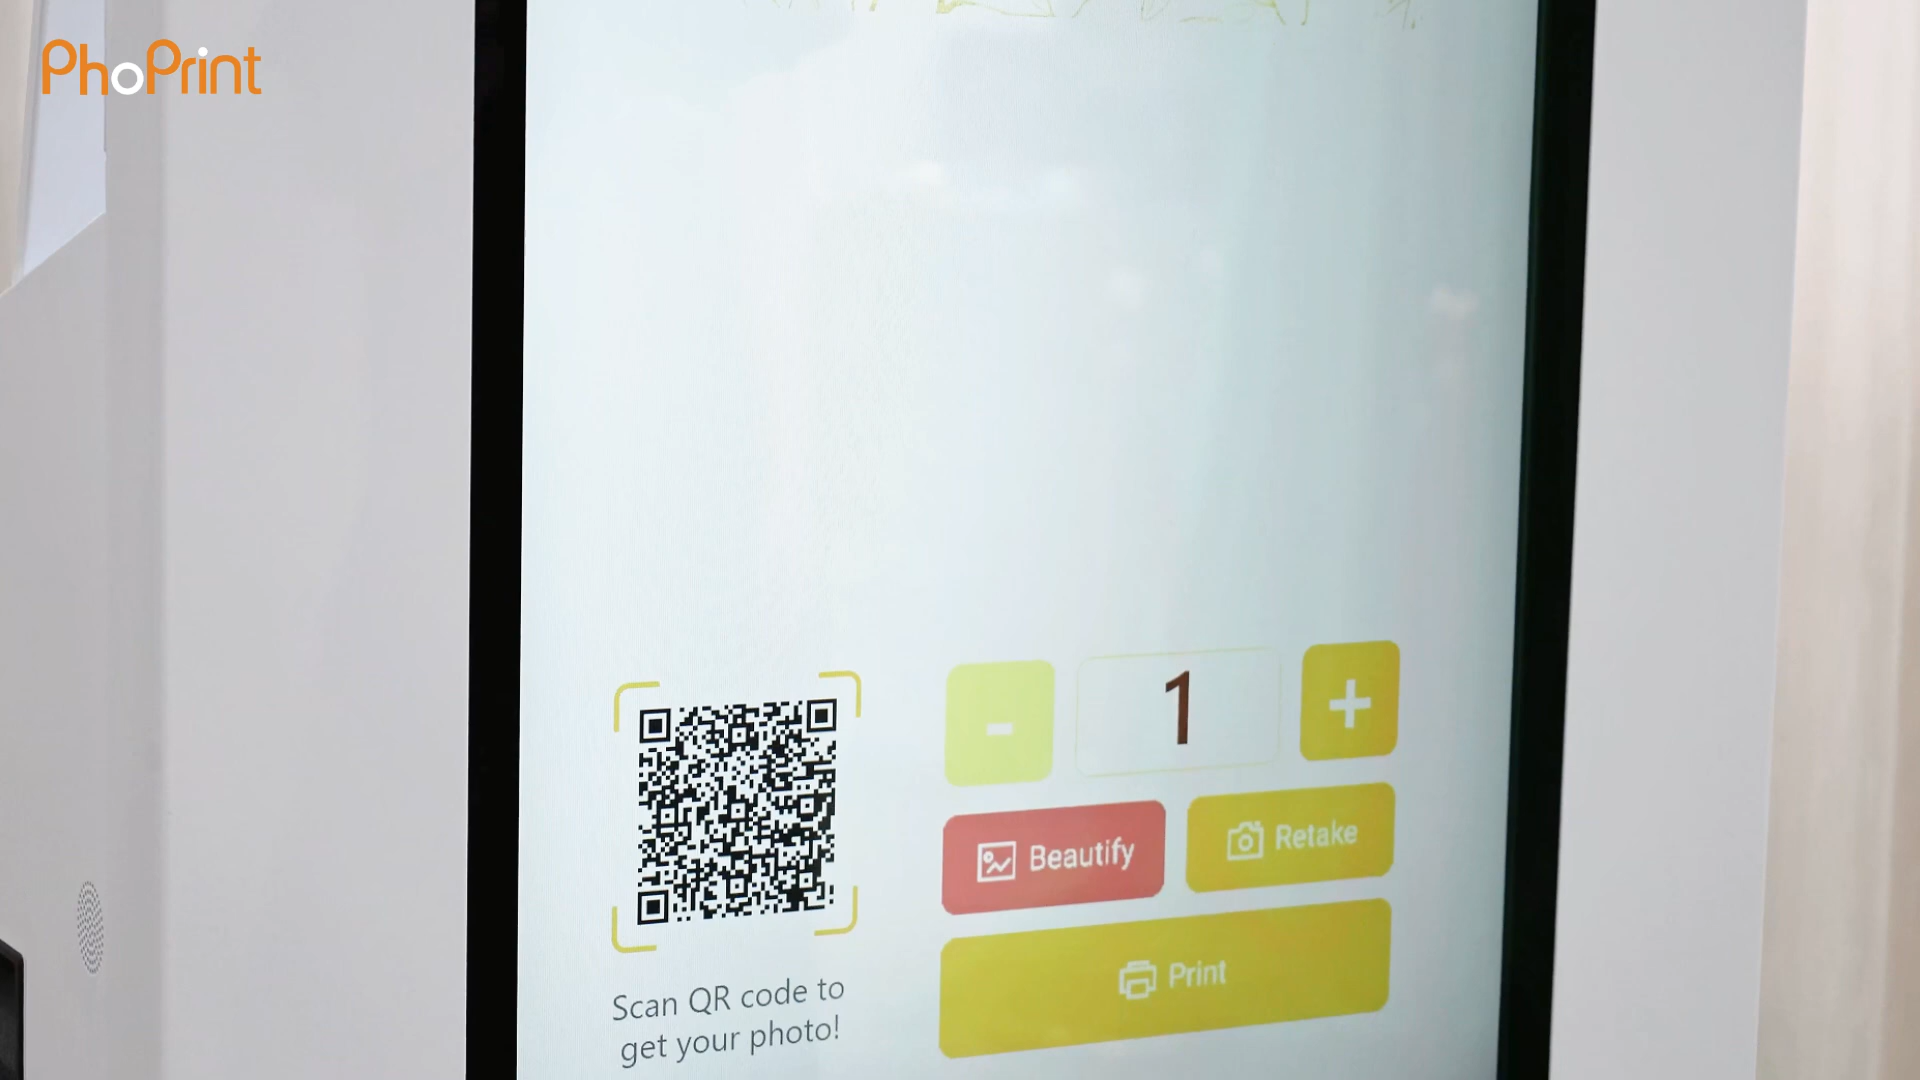 PhoPrint
- 1 +
Beautify
Retake
Print
Scan QR code to
get your photo!